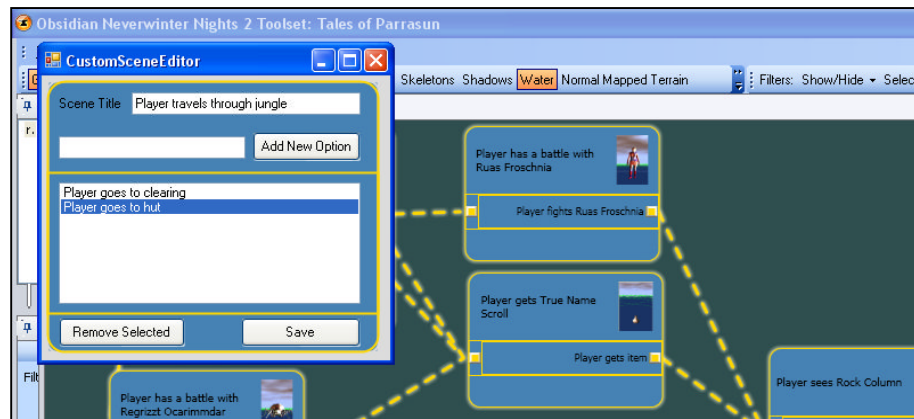 Obsidian Neverwinter Nights 2 Toolset: Tales of Parrasun
CustomSceneEditor
Skeletons Shadows Water Normal Mapped Terrain
Filters: Show/Hide Selec
Scene Title Player travels through jungle
Add New Option
Player goes to clearing
Player goes to hut
Remove Selected Save
Player has a battle with
Ruas Froschnia
Player fights Ruas Froschnia
Player gets True Name
Scroll
Player gets item
Player sees Rock Column
Player has a battle with
Regrizzt Ocarimmdar